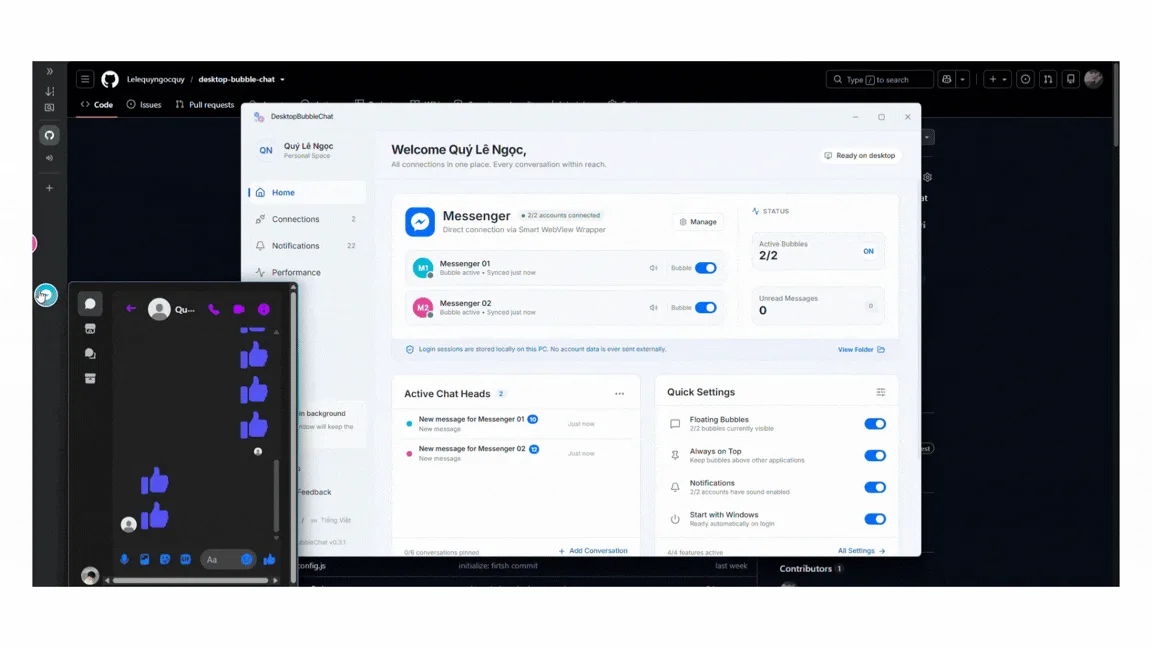 Lelequyngocquy / desktop-bubble-chat
Type / to search
Code
Issues
Pull requests
DesktopBubbleChat
QN
Quý Lê Ngọc
Personal Space
Home
Connections 2
Notifications 22
Performance
Welcome Quý Lê Ngọc,
All connections in one place. Every conversation within reach.
Ready on desktop
Messenger
2/2 accounts connected
Direct connection via Smart WebView Wrapper
Manage
M1
Messenger 01
Bubble active • Synced just now
Bubble
M2
Messenger 02
Bubble active • Synced just now
Bubble
STATUS
Active Bubbles
2/2
ON
Unread Messages
0
0
Login sessions are stored locally on this PC. No account data is ever sent externally.
View Folder
Active Chat Heads 2
New message for Messenger 01 10
New message
Just now
New message for Messenger 02 12
New message
Just now
0/6 conversations pinned
+ Add Conversation
Quick Settings
Floating Bubbles
2/2 bubbles currently visible
Always on Top
Keep bubbles above other applications
Notifications
2/2 accounts have sound enabled
Start with Windows
Ready automatically on login
4/4 features active
All Settings →
in background
Feedback
Tiếng Việt
Qu...
Aa
config.js
initialize: firtsh commit
last week
Contributors 1